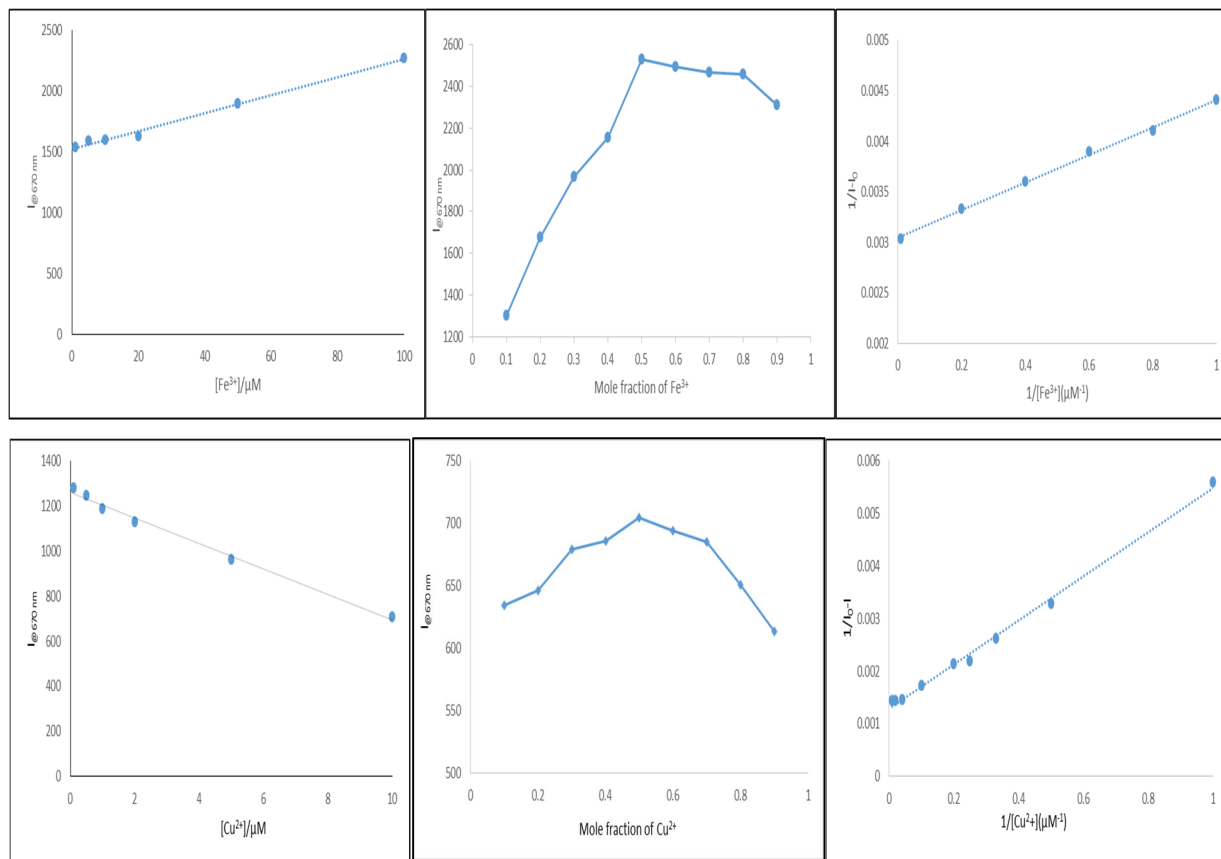 2500
2000
1500
1000
500
0
0 20 40 60 80 100
I@ 670 nm
[Fe³⁺]/µM
2600
2400
2200
2000
1800
1600
1400
1200
0 0.1 0.2 0.3 0.4 0.5 0.6 0.7 0.8 0.9 1
I@ 670 nm
Mole fraction of Fe³⁺
0.005
0.0045
0.004
0.0035
0.003
0.0025
0.002
0 0.2 0.4 0.6 0.8 1
1/I-I₀
1/[Fe³⁺](µM⁻¹)
1400
1200
1000
800
600
400
200
0
0 2 4 6 8 10
I@ 670 nm
[Cu²⁺]/µM
750
700
650
600
550
500
0 0.2 0.4 0.6 0.8 1
I@ 670 nm
Mole fraction of Cu²⁺
0.006
0.005
0.004
0.003
0.002
0.001
0
0 0.2 0.4 0.6 0.8 1
1/I₀-I
1/[Cu²+](µM⁻¹)